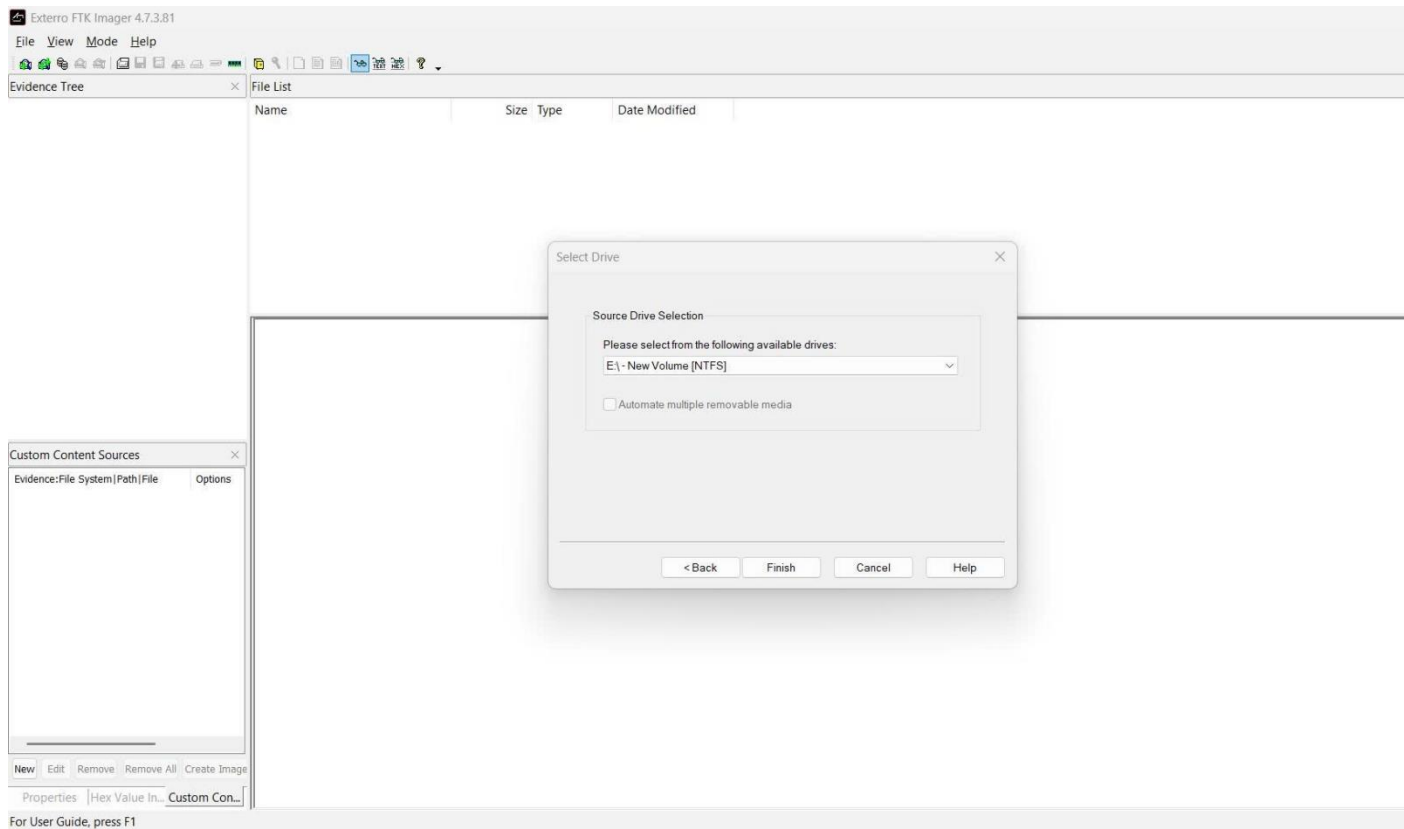 Exterro FTK Imager 4.7.3.81
File View Mode Help
Evidence Tree
File List
Name Size Type Date Modified
Select Drive
Source Drive Selection
Please select from the following available drives:
E:\ - New Volume [NTFS]
Automate multiple removable media
< Back Finish Cancel Help
Custom Content Sources
Evidence:File System|Path|File Options
New Edit Remove Remove All Create Image
Properties Hex Value In... Custom Con...
For User Guide, press F1